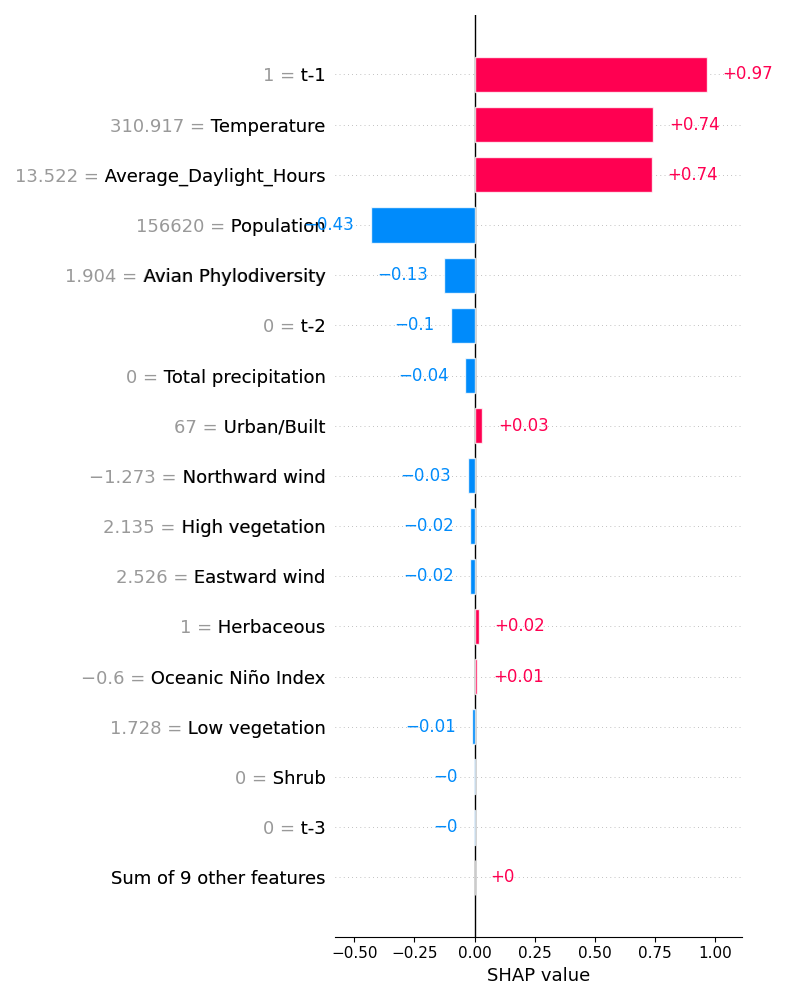 1 = t-1 +0.97
310.917 = Temperature +0.74
13.522 = Average_Daylight_Hours +0.74
156620 = Population −0.43
1.904 = Avian Phylodiversity −0.13
0 = t-2 −0.1
0 = Total precipitation −0.04
67 = Urban/Built +0.03
−1.273 = Northward wind −0.03
2.135 = High vegetation −0.02
2.526 = Eastward wind −0.02
1 = Herbaceous +0.02
−0.6 = Oceanic Niño Index +0.01
1.728 = Low vegetation −0.01
0 = Shrub −0
0 = t-3 −0
Sum of 9 other features +0
−0.50 −0.25 0.00 0.25 0.50 0.75 1.00
SHAP value